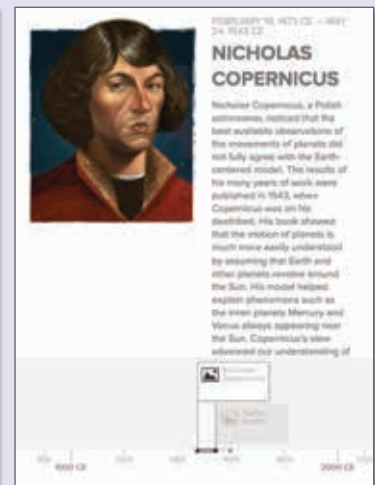 FEBRUARY 19, 1473 CE – MAY
24, 1543 CE
NICHOLAS
COPERNICUS
Nicholas Copernicus, a Polish
astronomer, noticed that the
best available observations of
the movements of planets did
not fully agree with the Earth-
centered model. The results of
his many years of work were
published in 1543, when
Copernicus was on his
deathbed. His book showed
that the motion of planets is
much more easily understood
by assuming that Earth and
other planets revolve around
the Sun. His model helped
explain phenomena such as
the inner planets Mercury and
Venus always appearing near
the Sun. Copernicus's view
advanced our understanding of
1000 CE
2000 CE